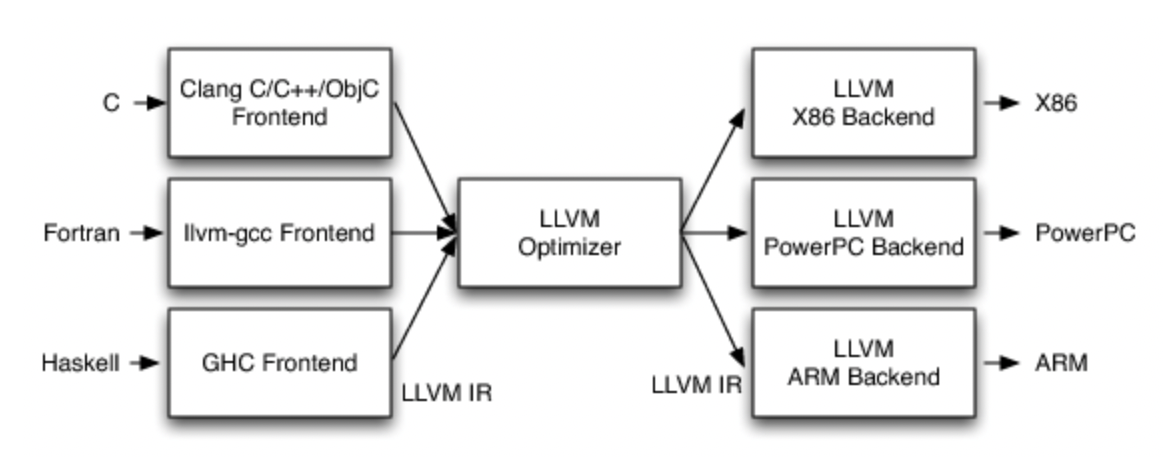 C
Clang C/C++/ObjC
Frontend
LLVM
X86 Backend
X86
Fortran
llvm-gcc Frontend
LLVM
Optimizer
LLVM
PowerPC Backend
PowerPC
Haskell
GHC Frontend
LLVM IR
LLVM IR
LLVM
ARM Backend
ARM